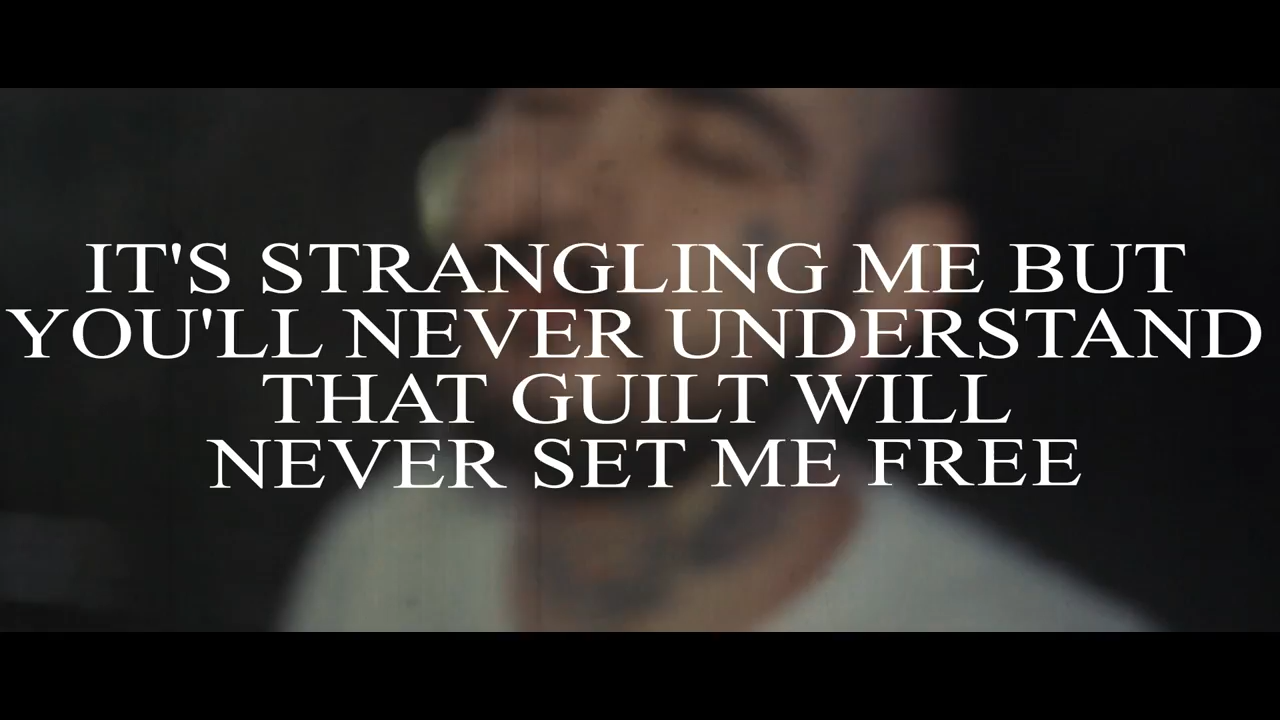 IT'S STRANGLING ME BUT
YOU'LL NEVER UNDERSTAND
THAT GUILT WILL
NEVER SET ME FREE